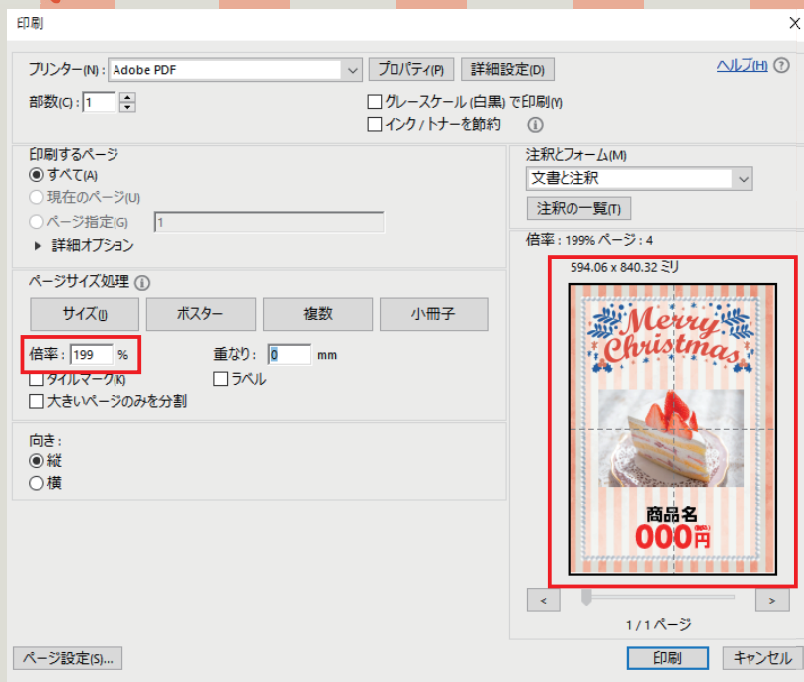 印刷
プリンター(N): Adobe PDF プロパティ(P) 詳細設定(D) ヘルプ(H)
部数(C): 1 グレースケール(白黒)で印刷(Y)
インク / トナーを節約
印刷するページ
すべて(A)
現在のページ(U)
ページ指定(G) 1
詳細オプション
注釈とフォーム(M)
文書と注釈
注釈の一覧(T)
倍率: 199% ページ: 4
594.06 x 840.32 ミリ
ページサイズ処理
サイズ(I) ポスター 複数 小冊子
倍率: 199 % 重なり: 0 mm
タイルマーク(K) ラベル
大きいページのみを分割
向き:
縦
横
Merry
Christmas
商品名
000円
< >
1 / 1 ページ
ページ設定(S)... 印刷 キャンセル